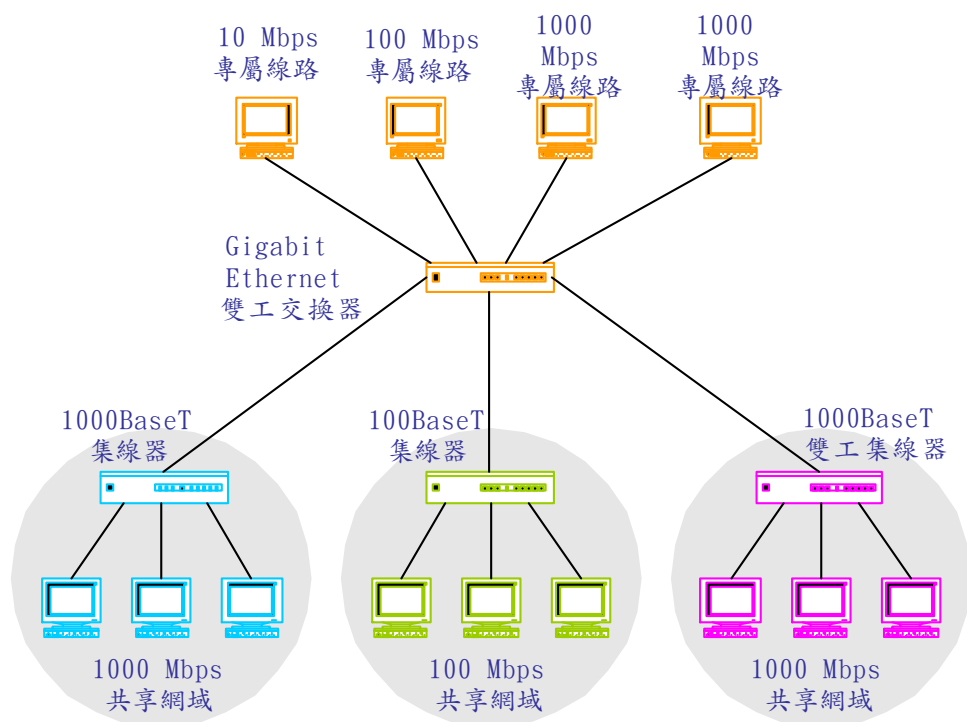 10 Mbps
專屬線路
100 Mbps
專屬線路
1000
Mbps
專屬線路
1000
Mbps
專屬線路
Gigabit
Ethernet
雙工交換器
1000BaseT
集線器
100BaseT
集線器
1000BaseT
雙工集線器
1000 Mbps
共享網域
100 Mbps
共享網域
1000 Mbps
共享網域